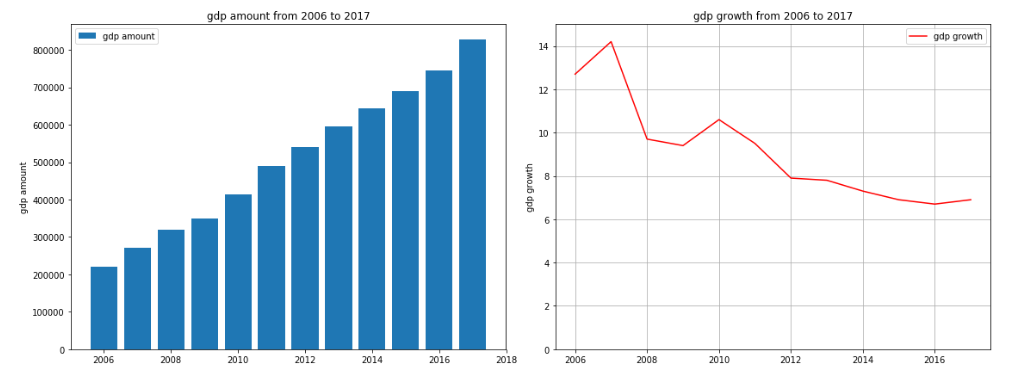 gdp amount from 2006 to 2017
gdp amount
800000
700000
600000
500000
400000
300000
200000
100000
0
gdp amount
2006 2008 2010 2012 2014 2016 2018
gdp growth from 2006 to 2017
gdp growth
14
12
10
8
6
4
2
0
gdp growth
2006 2008 2010 2012 2014 2016